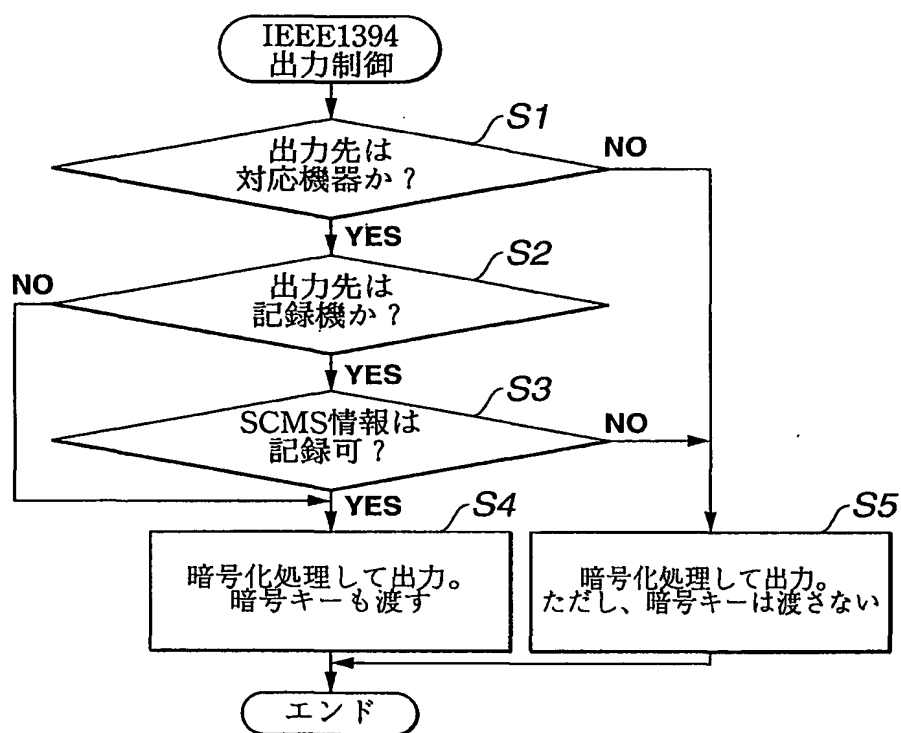 IEEE1394
出力制御
S1
出力先は
対応機器か？
NO
YES
S2
NO
出力先は
記録機か？
YES
S3
SCMS情報は
記録可？
NO
YES
S4
S5
暗号化処理して出力。
暗号キーも渡す
暗号化処理して出力。
ただし、暗号キーは渡さない
エンド